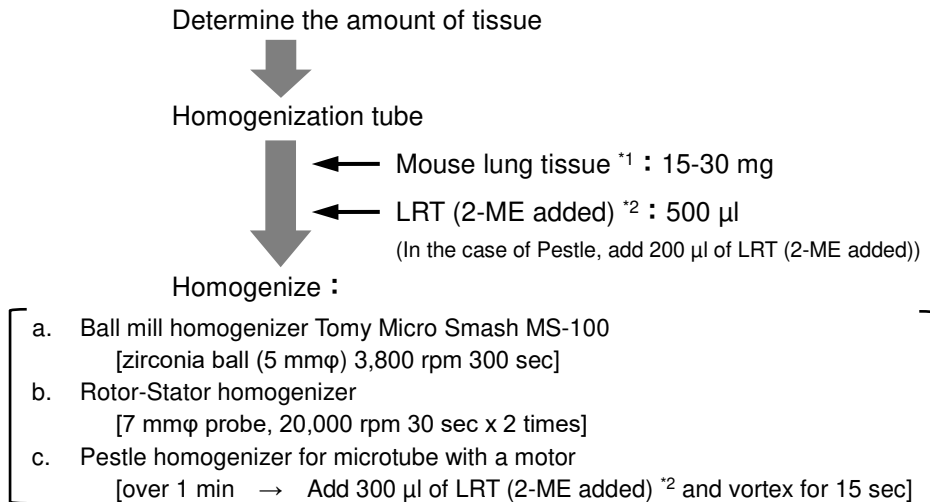 Determine the amount of tissue
Homogenization tube
Mouse lung tissue *1 : 15-30 mg
LRT (2-ME added) *2 : 500 µl
(In the case of Pestle, add 200 µl of LRT (2-ME added))
Homogenize :
a. Ball mill homogenizer Tomy Micro Smash MS-100
[zirconia ball (5 mmφ) 3,800 rpm 300 sec]
b. Rotor-Stator homogenizer
[7 mmφ probe, 20,000 rpm 30 sec x 2 times]
c. Pestle homogenizer for microtube with a motor
[over 1 min → Add 300 µl of LRT (2-ME added) *2 and vortex for 15 sec]